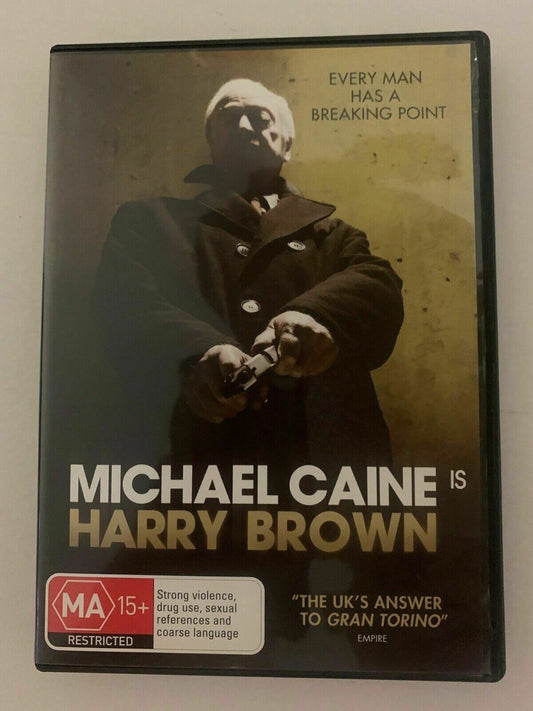 EVERY MAN
HAS A
BREAKING POINT
MICHAEL CAINE IS
HARRY BROWN
MA 15+
RESTRICTED
Strong violence,
drug use, sexual
references and
coarse language
“THE UK’S ANSWER
TO GRAN TORINO”
EMPIRE